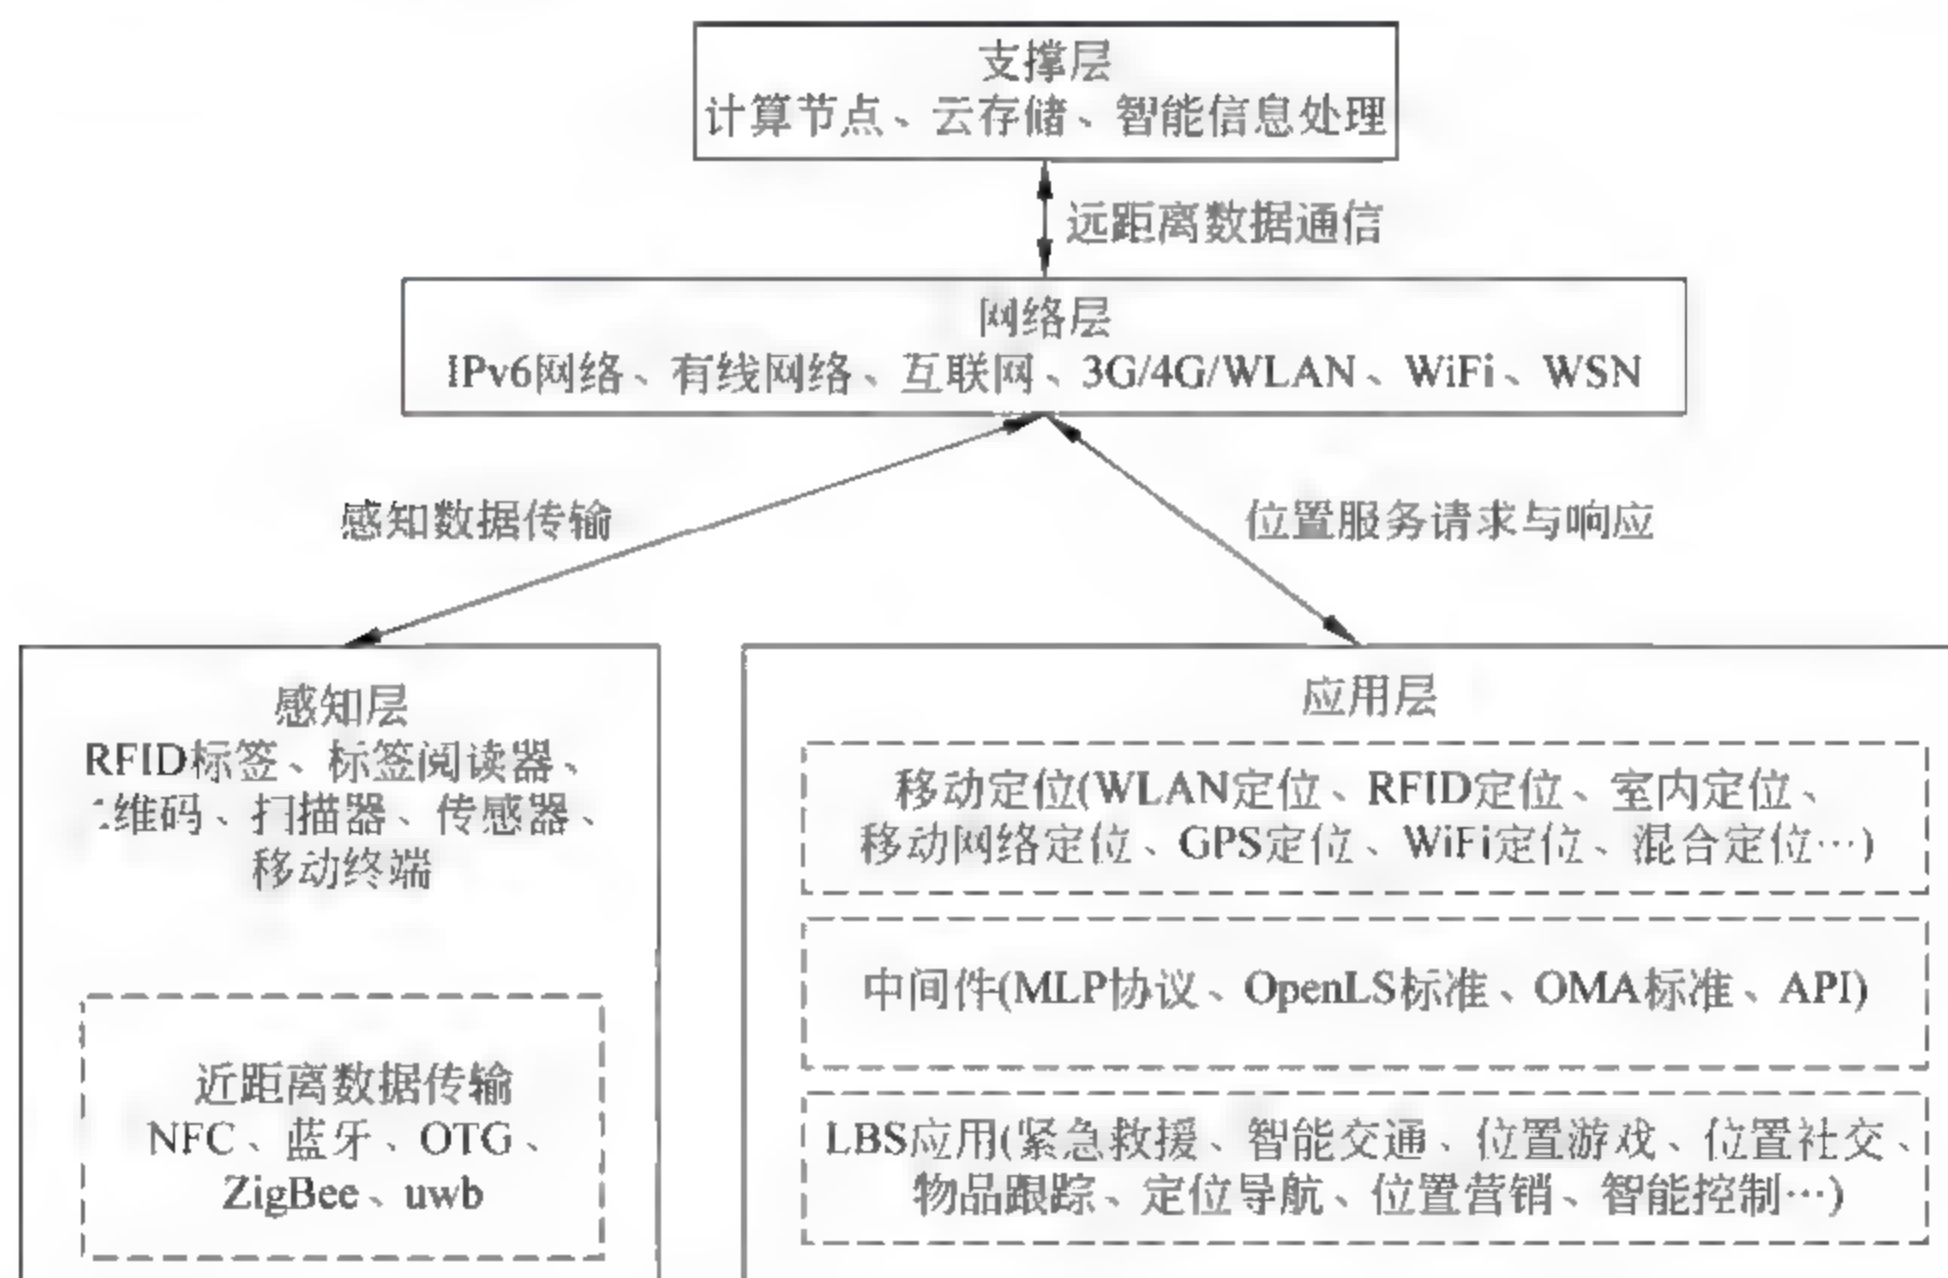 支撑层
计算节点、云存储、智能信息处理
远距离数据通信
网络层
IPv6网络、有线网络、互联网、3G/4G/WLAN、WiFi、WSN
感知数据传输
位置服务请求与响应
感知层
RFID标签、标签阅读器、
二维码、扫描器、传感器、
移动终端
近距离数据传输
NFC、蓝牙、OTG、
ZigBee、uwb
应用层
移动定位(WLAN定位、RFID定位、室内定位、
移动网络定位、GPS定位、WiFi定位、混合定位…)
中间件(MLP协议、OpenLS标准、OMA标准、API)
LBS应用(紧急救援、智能交通、位置游戏、位置社交、
物品跟踪、定位导航、位置营销、智能控制…)